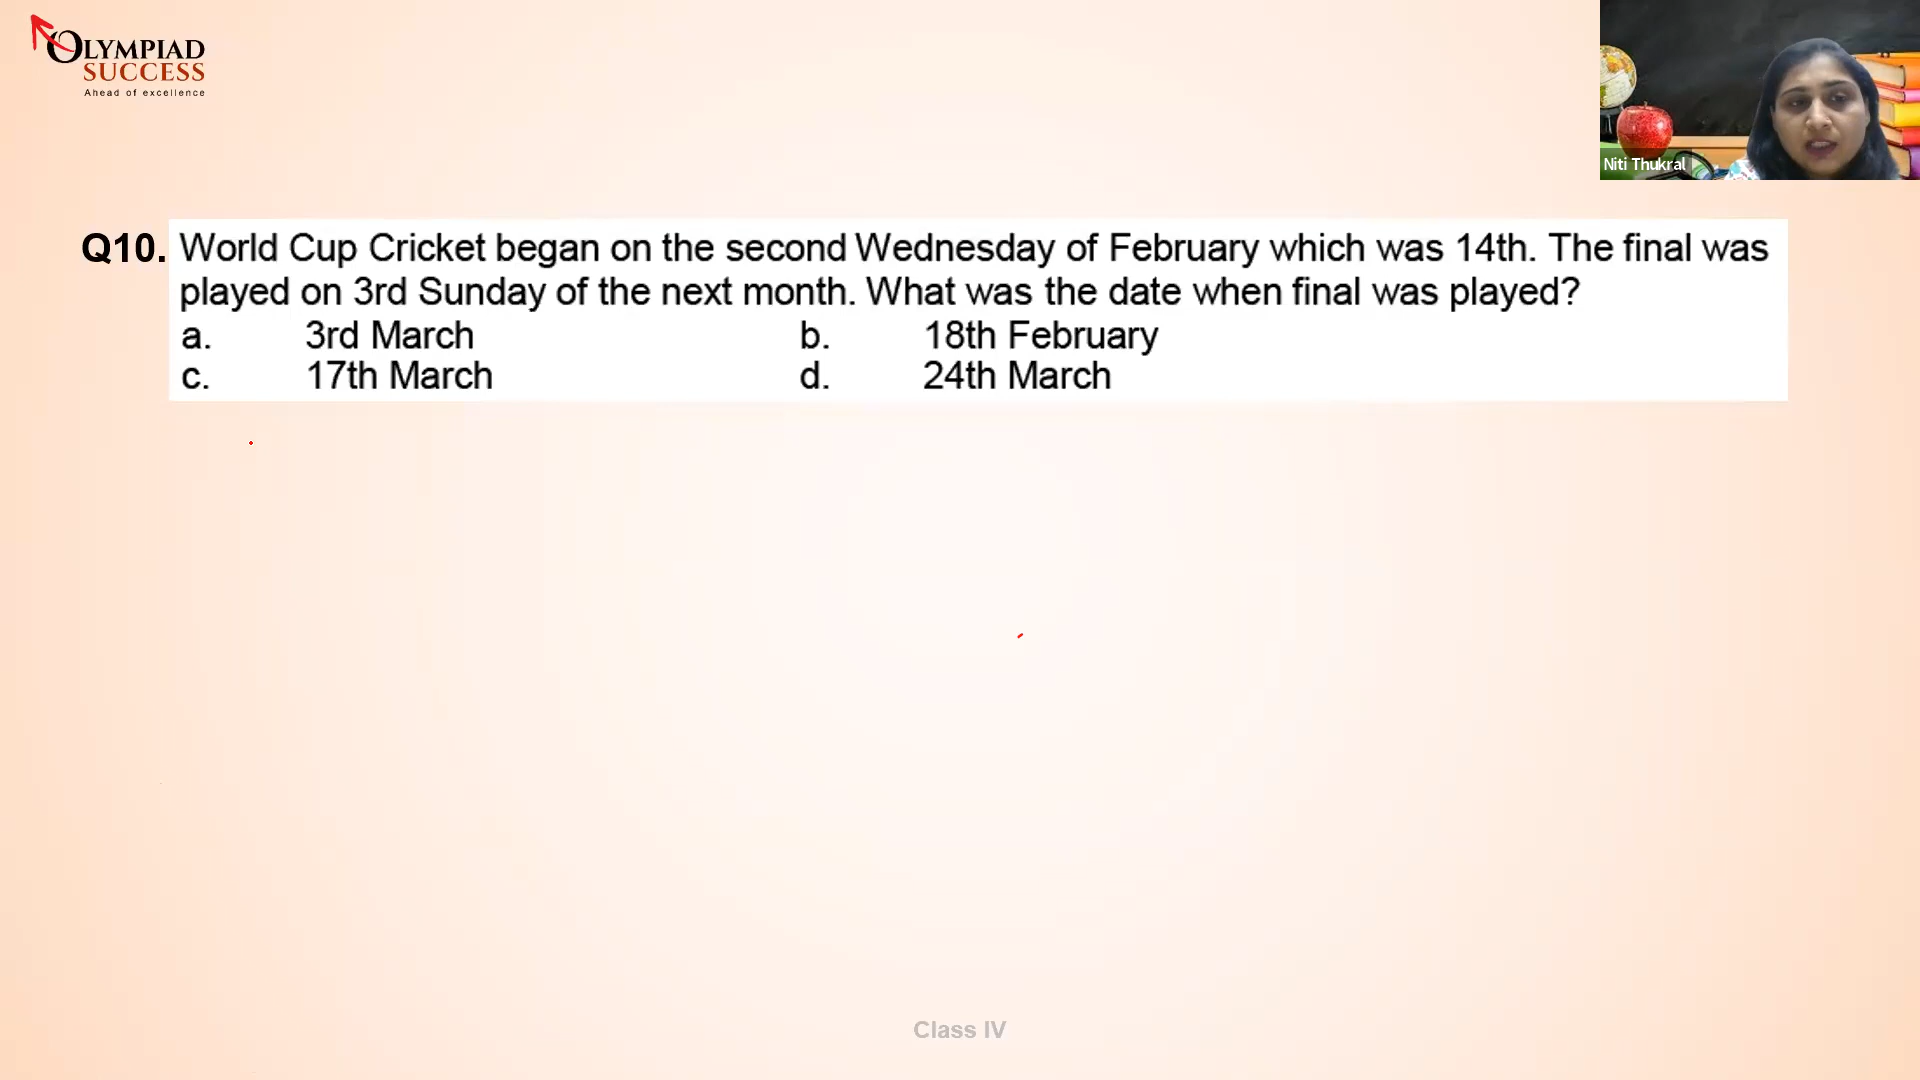 OLYMPIAD
SUCCESS
Ahead of excellence
Niti Thukral
Q10. World Cup Cricket began on the second Wednesday of February which was 14th. The final was
played on 3rd Sunday of the next month. What was the date when final was played?
a. 3rd March b. 18th February
c. 17th March d. 24th March
Class IV